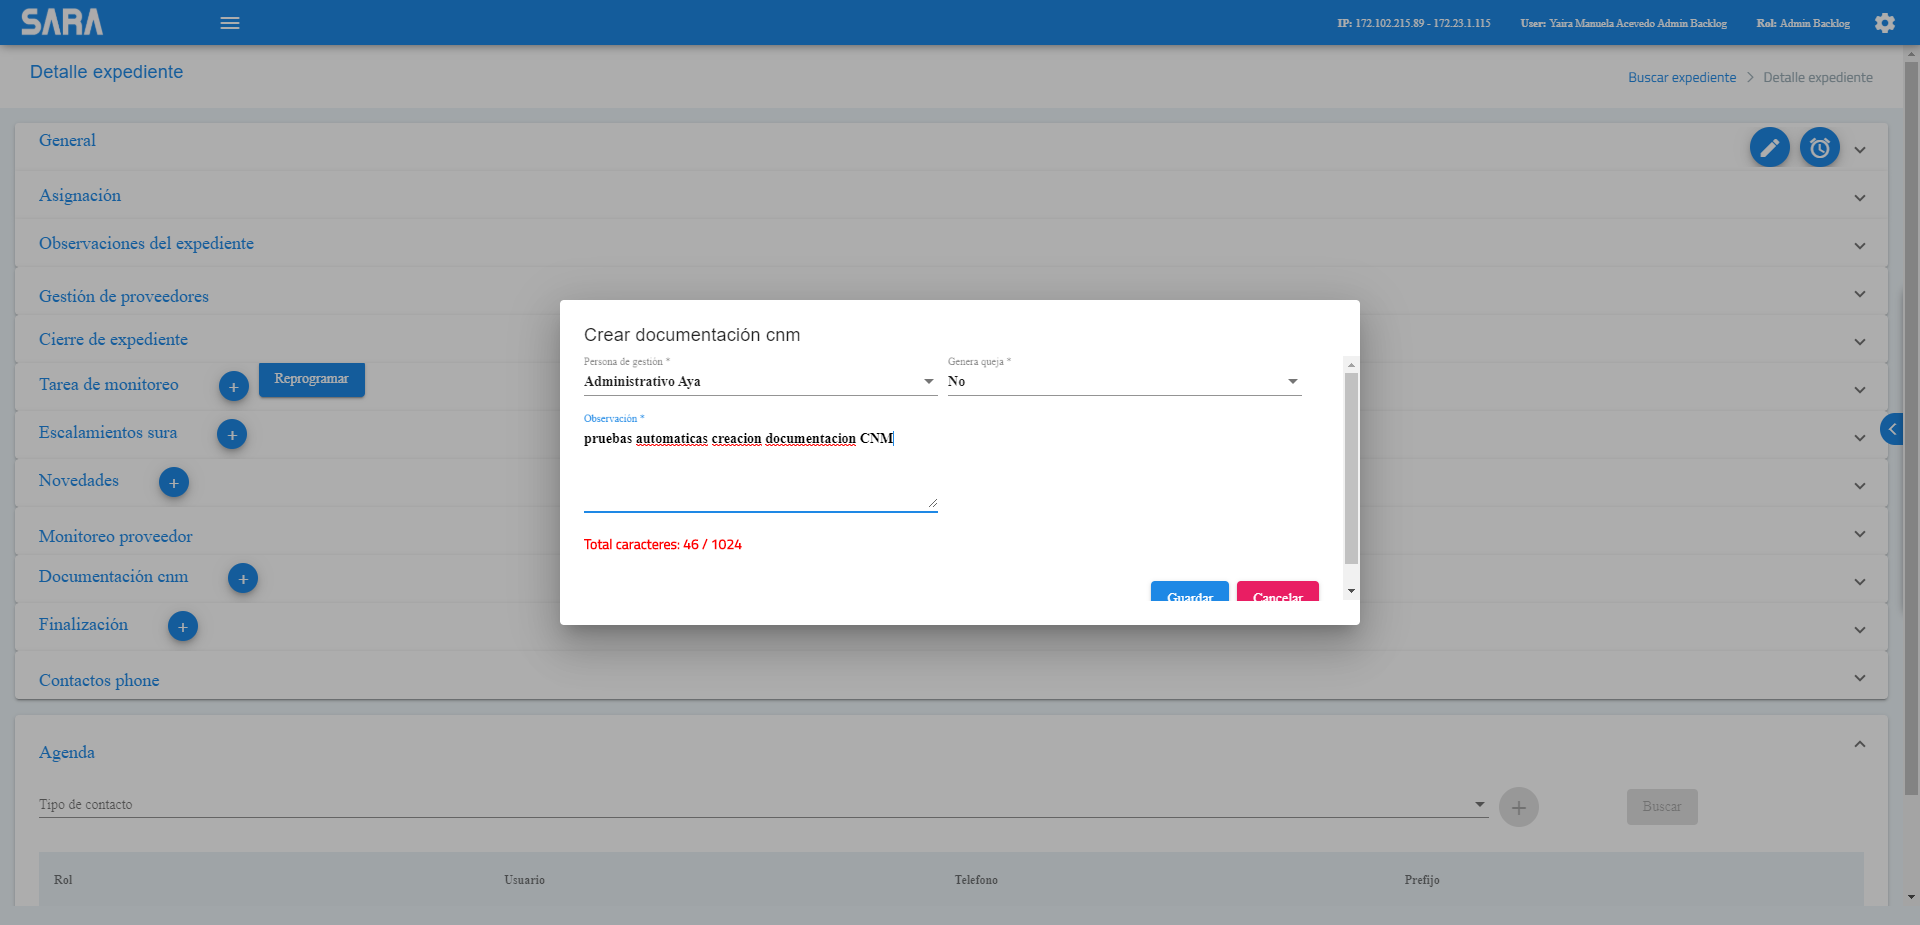 SARA
IP: 172.102.215.89 - 172.23.1.115 User: Yaira Manuela Acevedo Admin Backlog Rol: Admin Backlog
Detalle expediente
Buscar expediente > Detalle expediente
General
Asignación
Observaciones del expediente
Gestión de proveedores
Cierre de expediente
Tarea de monitoreo + Reprogramar
Escalamientos sura +
Novedades +
Monitoreo proveedor
Documentación cnm +
Finalización +
Contactos phone
Crear documentación cnm
Persona de gestión * Genera queja *
Administrativo Aya No
Observación *
pruebas automaticas creacion documentacion CNM
Total caracteres: 46 / 1024
Guardar Cancelar
Agenda
Tipo de contacto + Buscar
Rol Usuario Telefono Prefijo